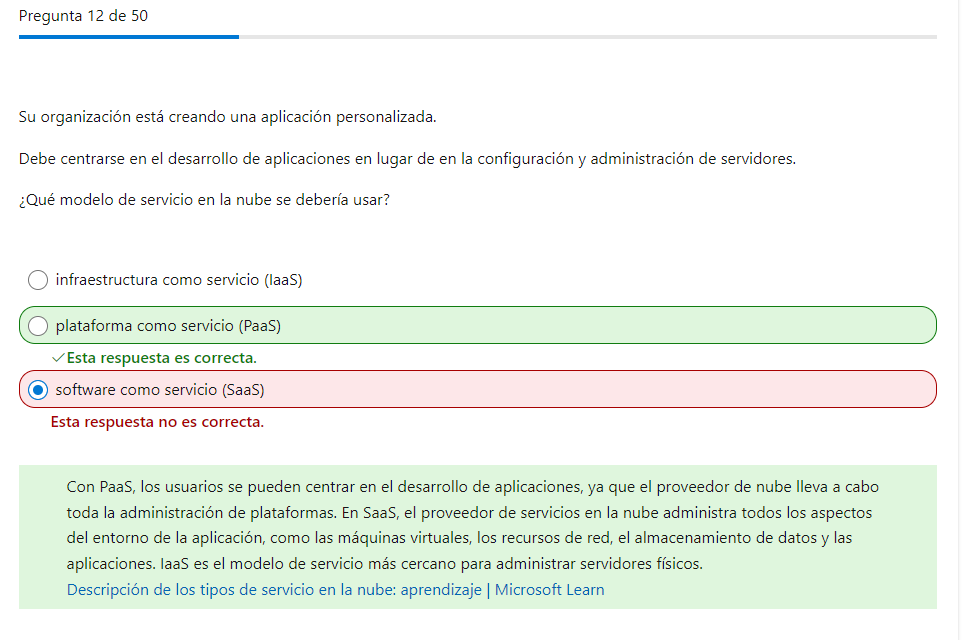 Pregunta 12 de 50
Su organización está creando una aplicación personalizada.
Debe centrarse en el desarrollo de aplicaciones en lugar de en la configuración y administración de servidores.
¿Qué modelo de servicio en la nube se debería usar?
infraestructura como servicio (IaaS)
plataforma como servicio (PaaS)
Esta respuesta es correcta.
software como servicio (SaaS)
Esta respuesta no es correcta.
Con PaaS, los usuarios se pueden centrar en el desarrollo de aplicaciones, ya que el proveedor de nube lleva a cabo
toda la administración de plataformas. En SaaS, el proveedor de servicios en la nube administra todos los aspectos
del entorno de la aplicación, como las máquinas virtuales, los recursos de red, el almacenamiento de datos y las
aplicaciones. IaaS es el modelo de servicio más cercano para administrar servidores físicos.
Descripción de los tipos de servicio en la nube: aprendizaje | Microsoft Learn